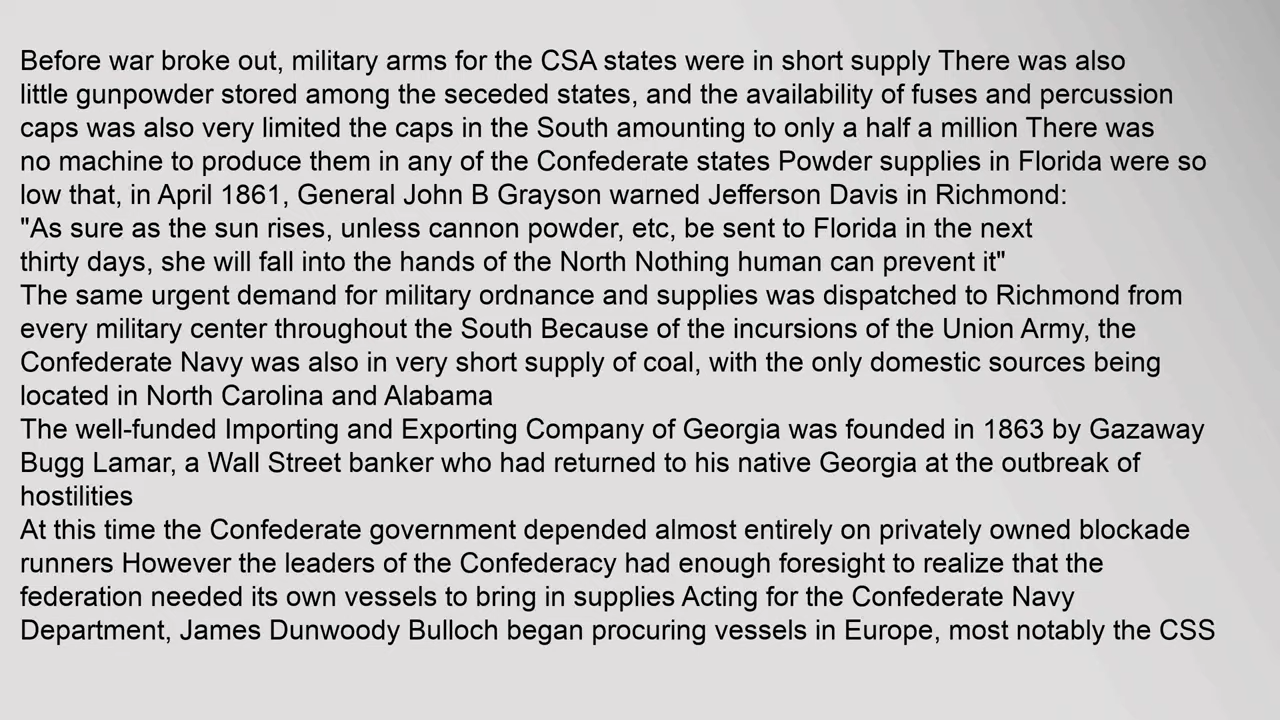 Before war broke out, military arms for the CSA states were in short supply There was also
little gunpowder stored among the seceded states, and the availability of fuses and percussion
caps was also very limited the caps in the South amounting to only a half a million There was
no machine to produce them in any of the Confederate states Powder supplies in Florida were so
low that, in April 1861, General John B Grayson warned Jefferson Davis in Richmond:
"As sure as the sun rises, unless cannon powder, etc, be sent to Florida in the next
thirty days, she will fall into the hands of the North Nothing human can prevent it"
The same urgent demand for military ordnance and supplies was dispatched to Richmond from
every military center throughout the South Because of the incursions of the Union Army, the
Confederate Navy was also in very short supply of coal, with the only domestic sources being
located in North Carolina and Alabama
The well-funded Importing and Exporting Company of Georgia was founded in 1863 by Gazaway
Bugg Lamar, a Wall Street banker who had returned to his native Georgia at the outbreak of
hostilities
At this time the Confederate government depended almost entirely on privately owned blockade
runners However the leaders of the Confederacy had enough foresight to realize that the
federation needed its own vessels to bring in supplies Acting for the Confederate Navy
Department, James Dunwoody Bulloch began procuring vessels in Europe, most notably the CSS